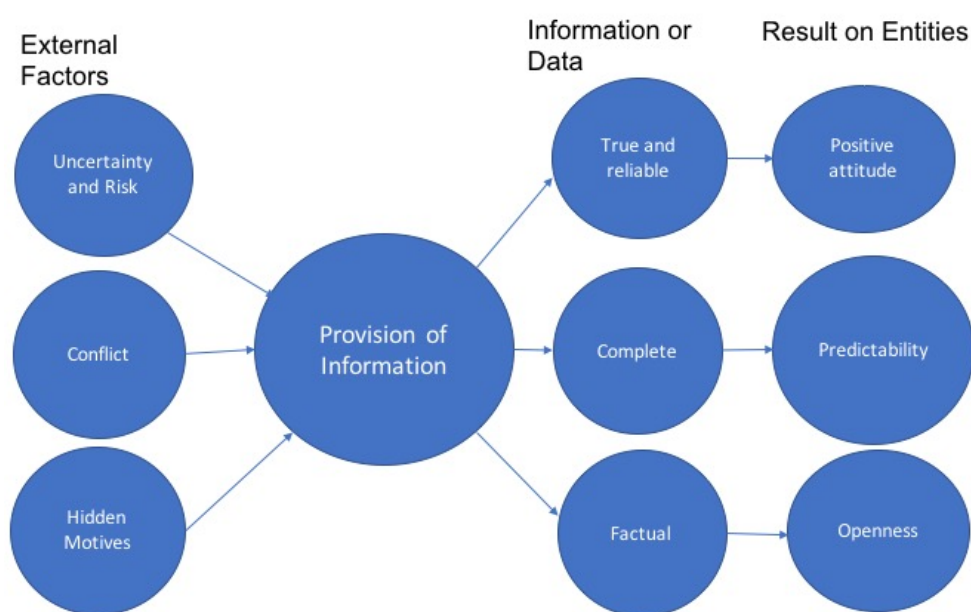 External
Factors
Information or
Data
Result on Entities
Uncertainty
and Risk
True and
reliable
Positive
attitude
Conflict
Provision of
Information
Complete
Predictability
Hidden
Motives
Factual
Openness